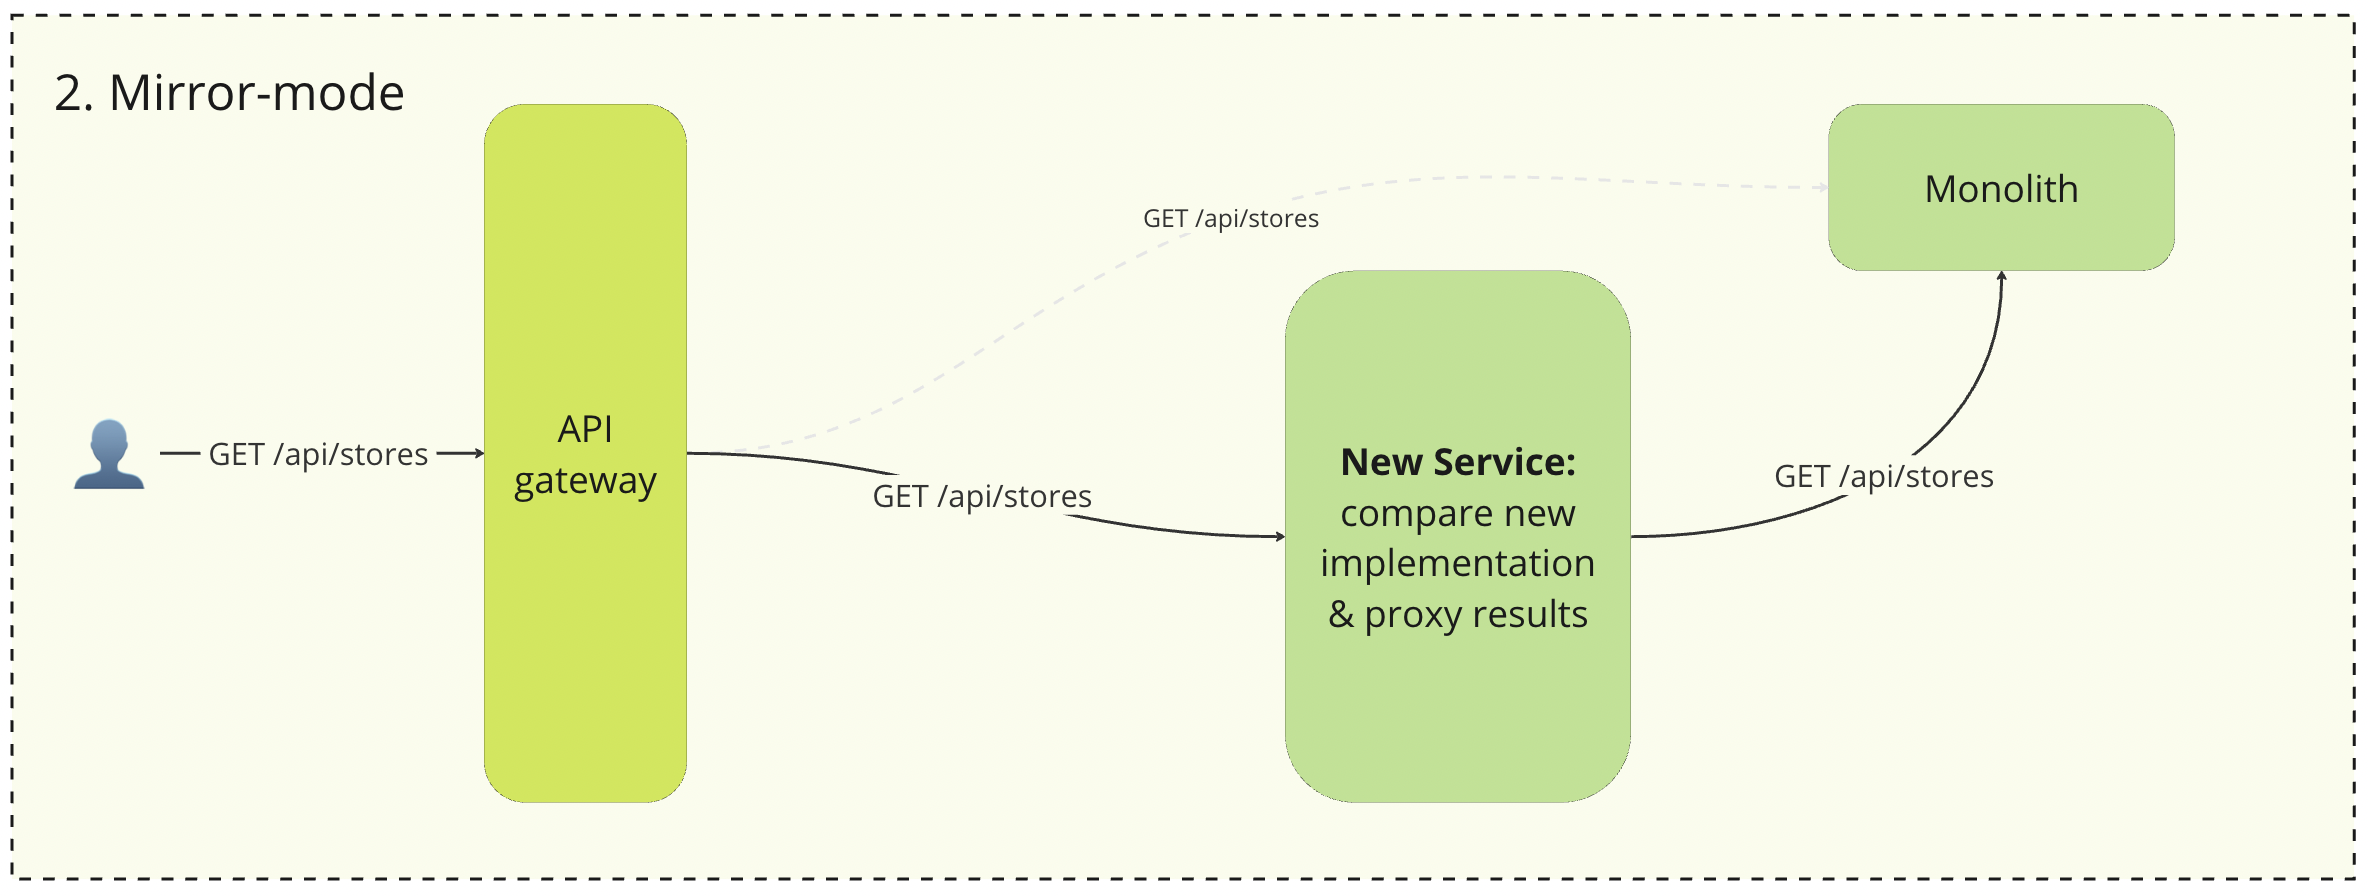 2. Mirror-mode
GET /api/stores
API
gateway
GET /api/stores
GET /api/stores
New Service:
compare new
implementation
& proxy results
GET /api/stores
Monolith